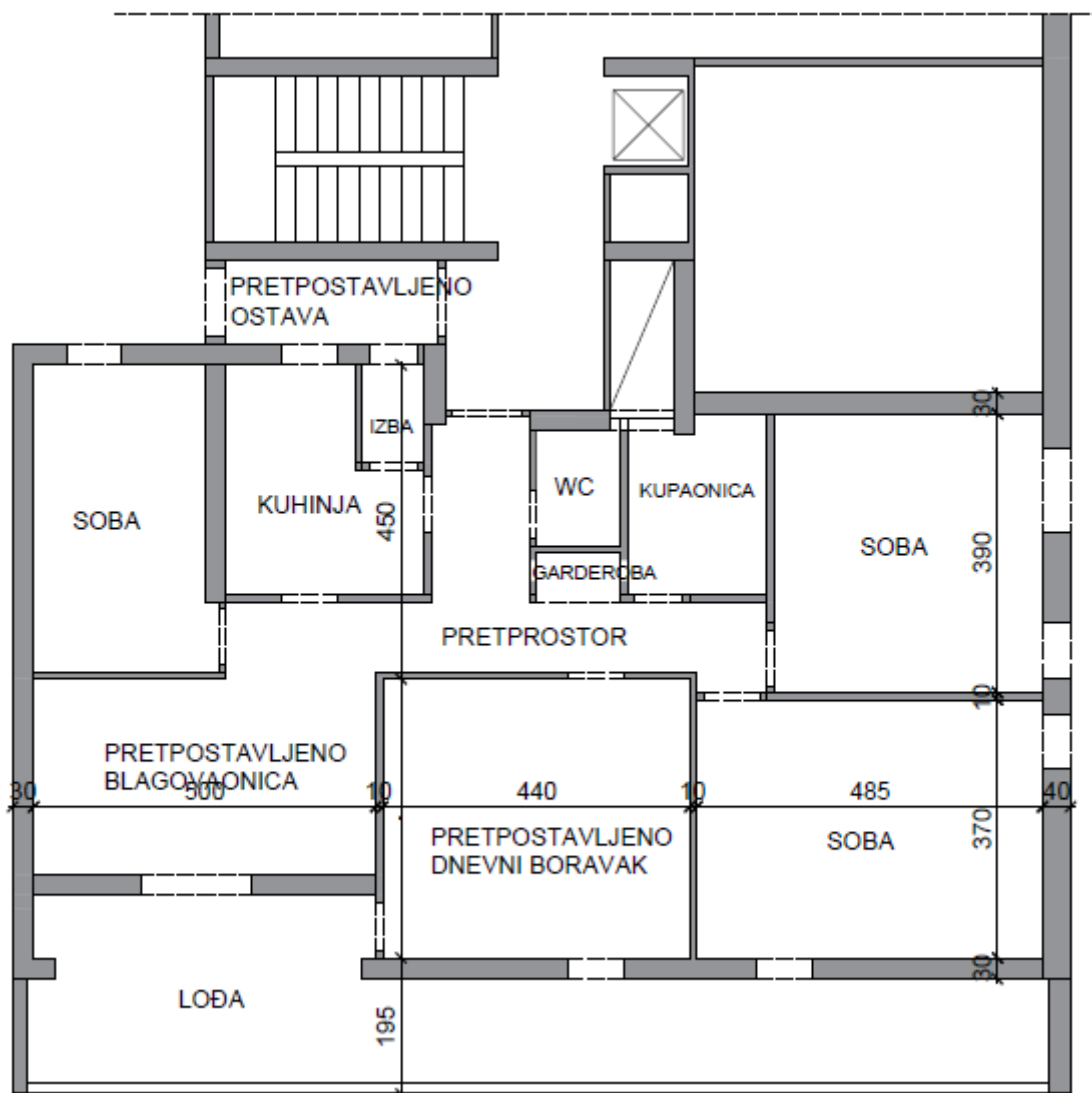 PRETPOSTAVLJENO
OSTAVA
IZBA
KUHINJA
SOBA
450
WC
KUPAONICA
SOBA
30
390
GARDEROBA
PRETPROSTOR
10
PRETPOSTAVLJENO
BLAGOVAONICA
30
500
10
440
10
485
40
PRETPOSTAVLJENO
DNEVNI BORAVAK
SOBA
370
30
LOĐA
195